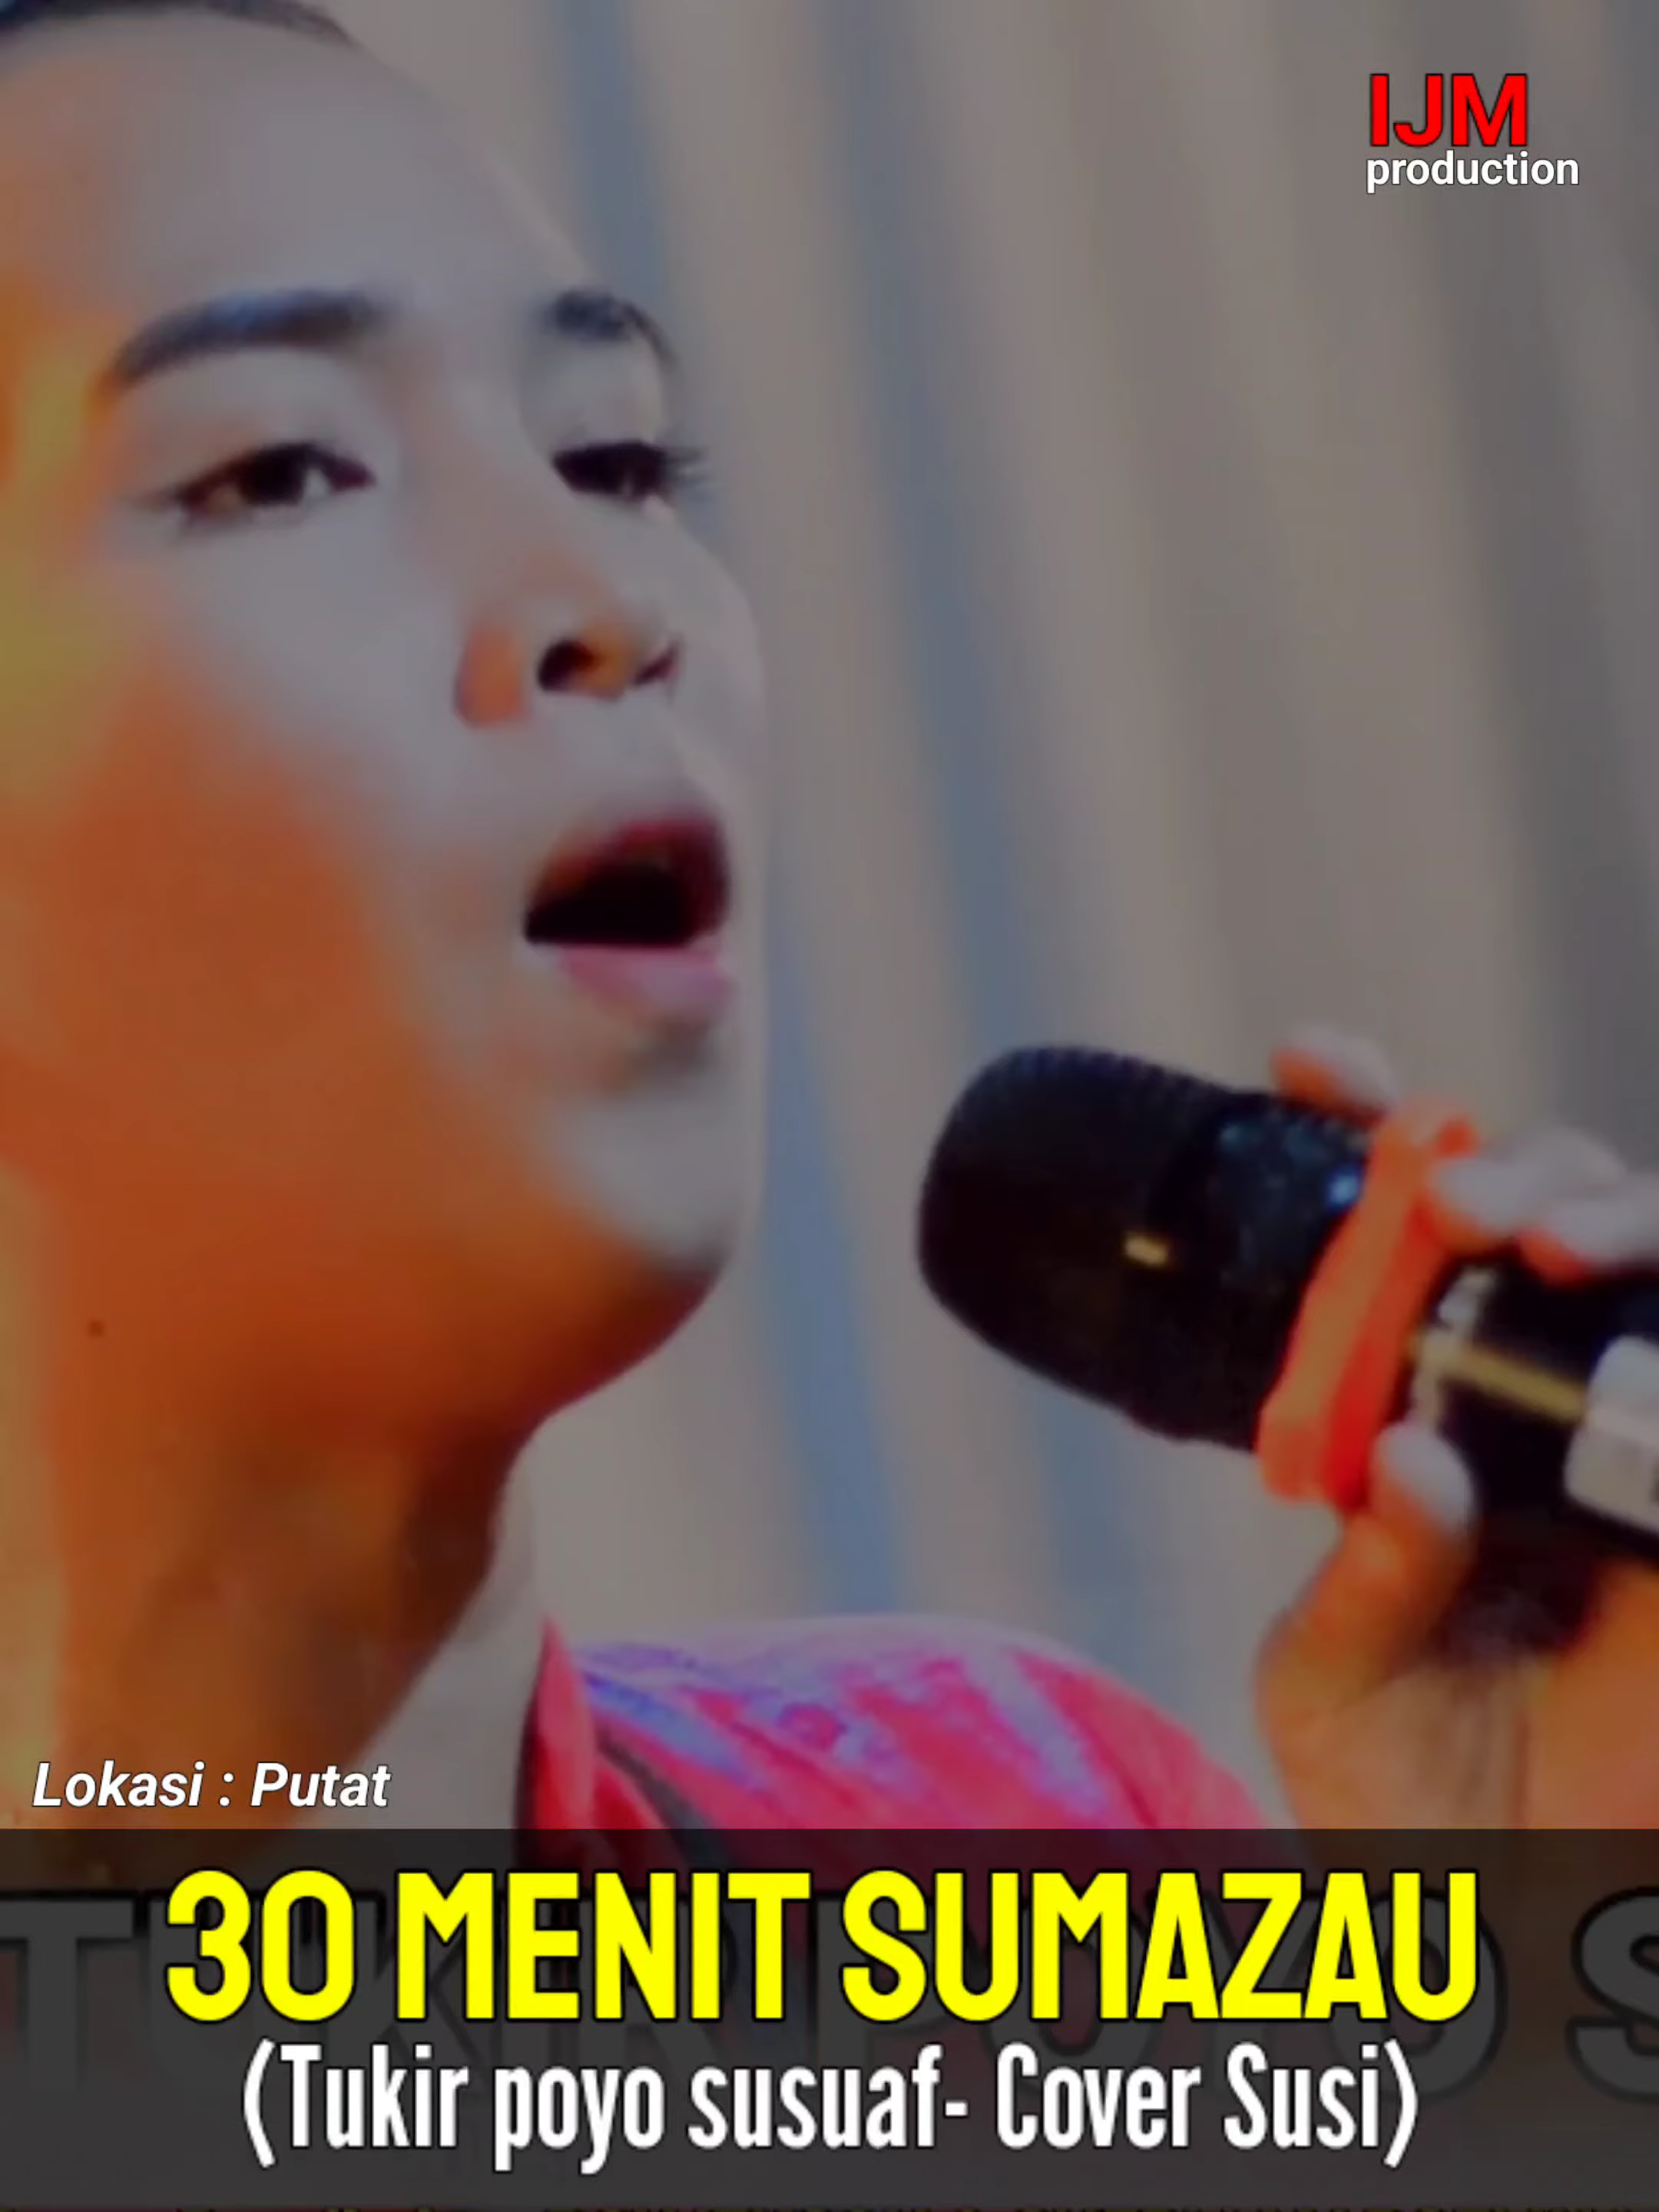 IJM
production
Lokasi : Putat
30 MENIT SUMAZAU
(Tukir poyo susuaf- Cover Susi)